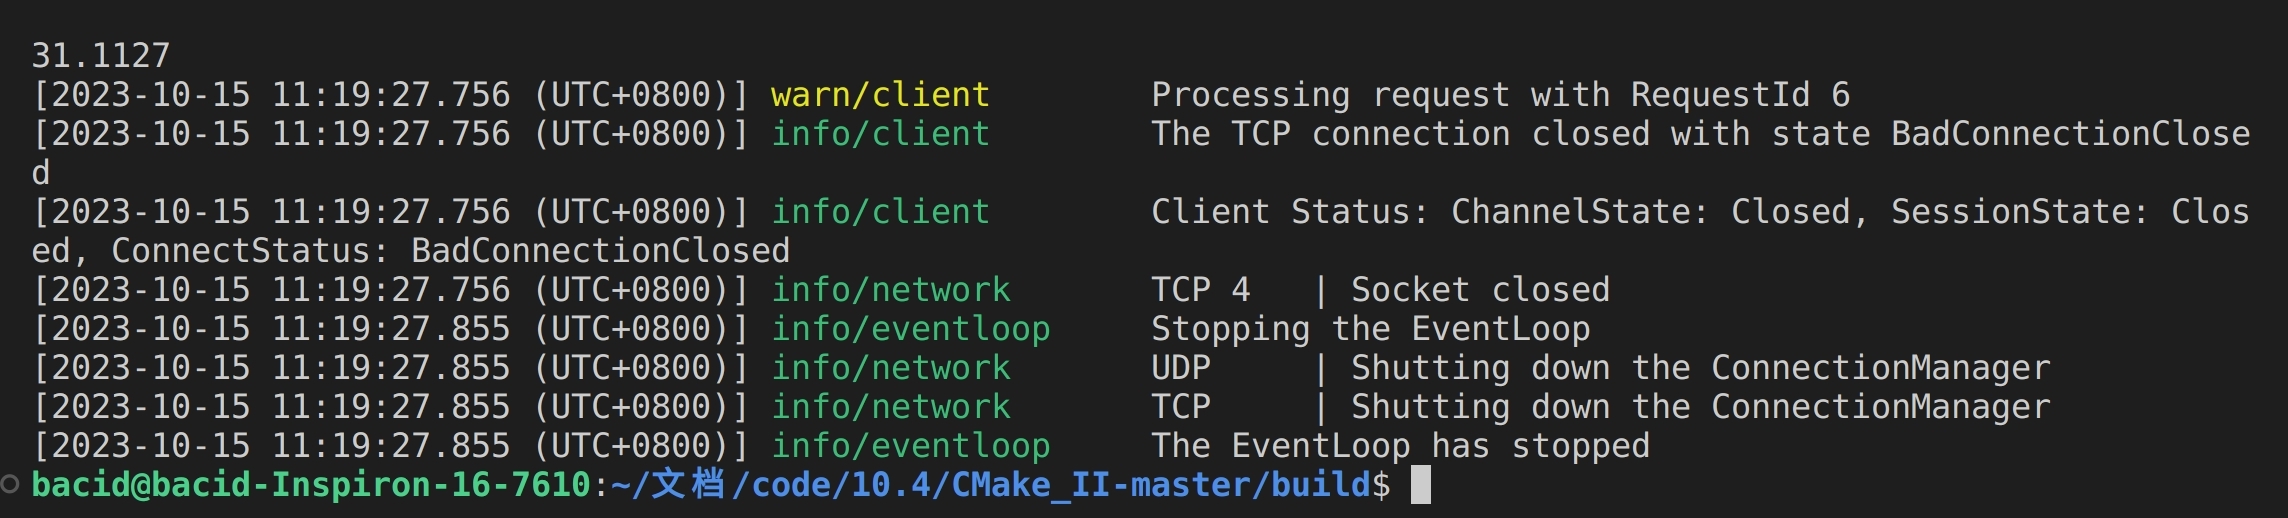 31.1127
[2023-10-15 11:19:27.756 (UTC+0800)] warn/client        Processing request with RequestId 6
[2023-10-15 11:19:27.756 (UTC+0800)] info/client        The TCP connection closed with state BadConnectionClose
d
[2023-10-15 11:19:27.756 (UTC+0800)] info/client        Client Status: ChannelState: Closed, SessionState: Clos
ed, ConnectStatus: BadConnectionClosed
[2023-10-15 11:19:27.756 (UTC+0800)] info/network       TCP 4   | Socket closed
[2023-10-15 11:19:27.855 (UTC+0800)] info/eventloop     Stopping the EventLoop
[2023-10-15 11:19:27.855 (UTC+0800)] info/network       UDP     | Shutting down the ConnectionManager
[2023-10-15 11:19:27.855 (UTC+0800)] info/network       TCP     | Shutting down the ConnectionManager
[2023-10-15 11:19:27.855 (UTC+0800)] info/eventloop     The EventLoop has stopped
bacid@bacid-Inspiron-16-7610:~/文档/code/10.4/CMake_II-master/build$